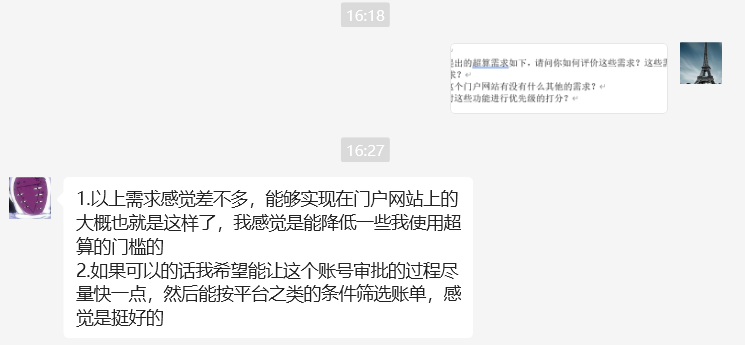 16:18
出的超算需求如下，请问你如何评价这些需求？这些
求？
个门户网站有没有什么其他的需求？
这些功能进行优先级的打分？
16:27
1.以上需求感觉差不多，能够实现在门户网站上的
大概也就是这样了，我感觉是能降低一些我使用超
算的门槛的
2.如果可以的话我希望能让这个账号审批的过程尽
量快一点，然后能按平台之类的条件筛选账单，感
觉是挺好的